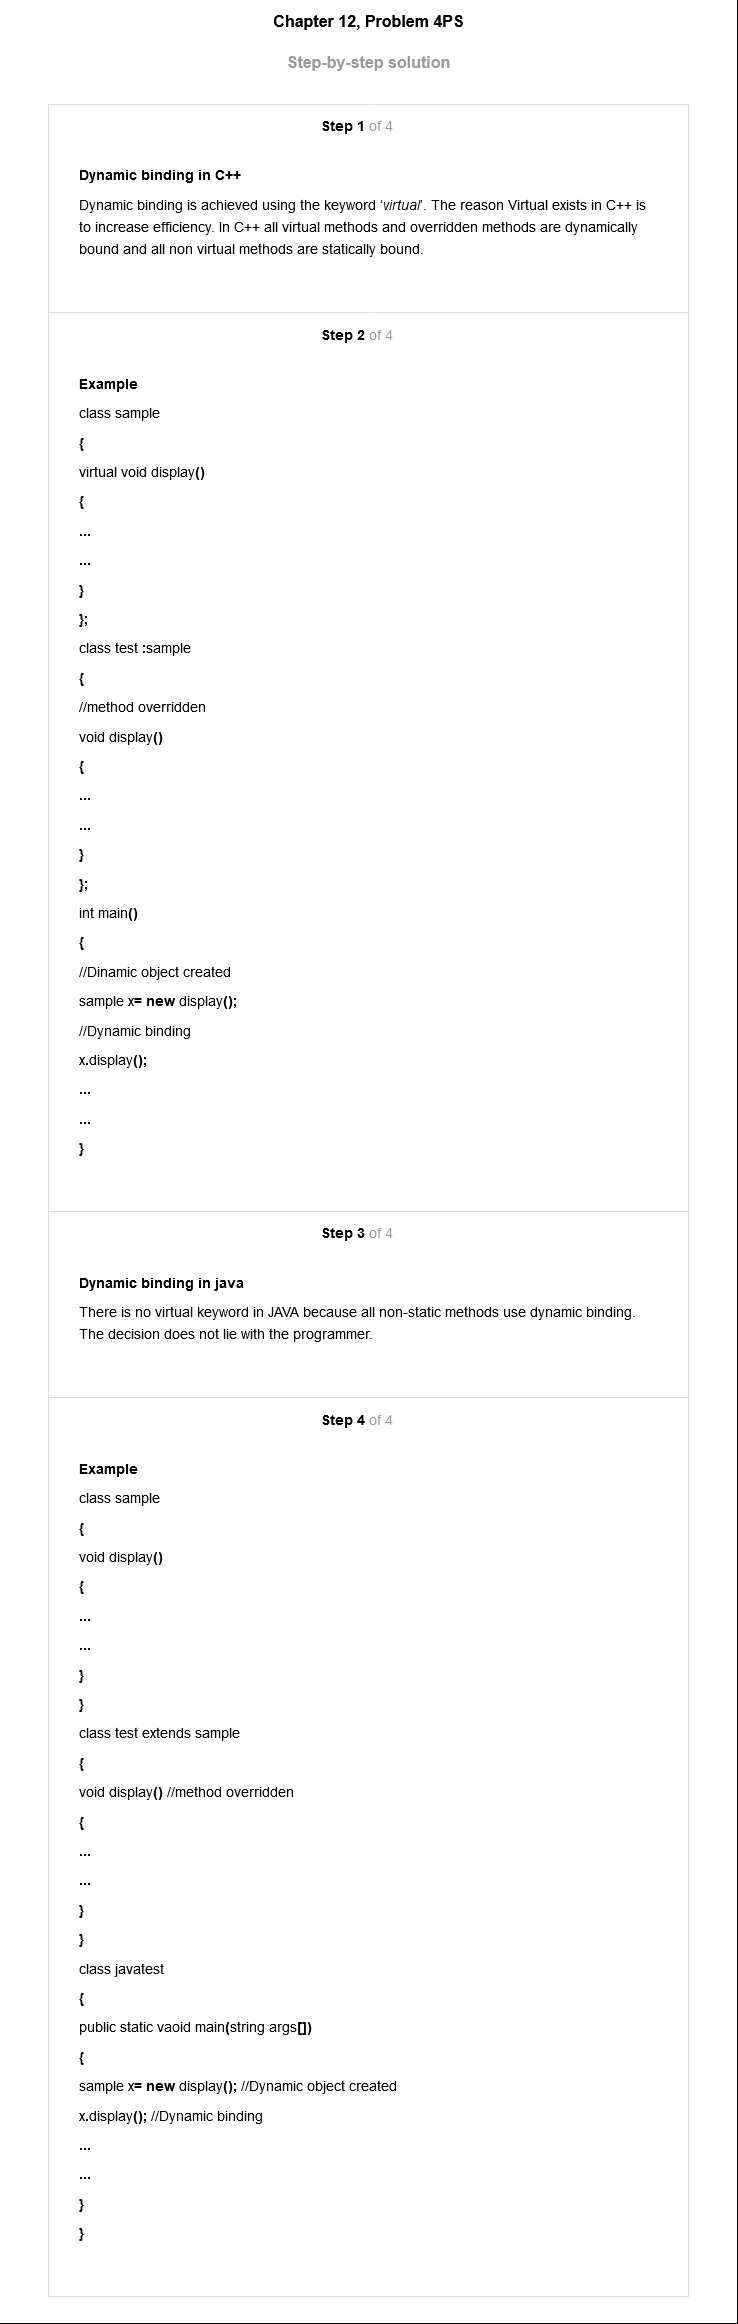 Chapter 12, Problem 4PS
Step-by-step solution
Step 1 of 4
Dynamic binding in C++
Dynamic binding is achieved using the keyword ‘virtual’. The reason Virtual exists in C++ is
to increase efficiency. In C++ all virtual methods and overridden methods are dynamically
bound and all non virtual methods are statically bound.
Step 2 of 4
Example
class sample
{
virtual void display()
{
...
...
}
};
class test :sample
{
//method overridden
void display()
{
...
...
}
};
int main()
{
//Dinamic object created
sample x= new display();
//Dynamic binding
x.display();
...
...
}
Step 3 of 4
Dynamic binding in java
There is no virtual keyword in JAVA because all non-static methods use dynamic binding.
The decision does not lie with the programmer.
Step 4 of 4
Example
class sample
{
void display()
{
...
...
}
}
class test extends sample
{
void display() //method overridden
{
...
...
}
}
class javatest
{
public static vaoid main(string args[])
{
sample x= new display(); //Dynamic object created
x.display(); //Dynamic binding
...
...
}
}